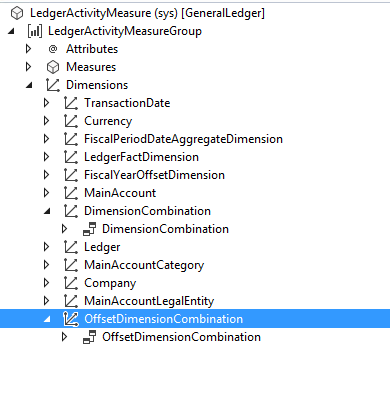 LedgerActivityMeasure (sys) [GeneralLedger]
LedgerActivityMeasureGroup
Attributes
Measures
Dimensions
TransactionDate
Currency
FiscalPeriodDateAggregateDimension
LedgerFactDimension
FiscalYearOffsetDimension
MainAccount
DimensionCombination
DimensionCombination
Ledger
MainAccountCategory
Company
MainAccountLegalEntity
OffsetDimensionCombination
OffsetDimensionCombination